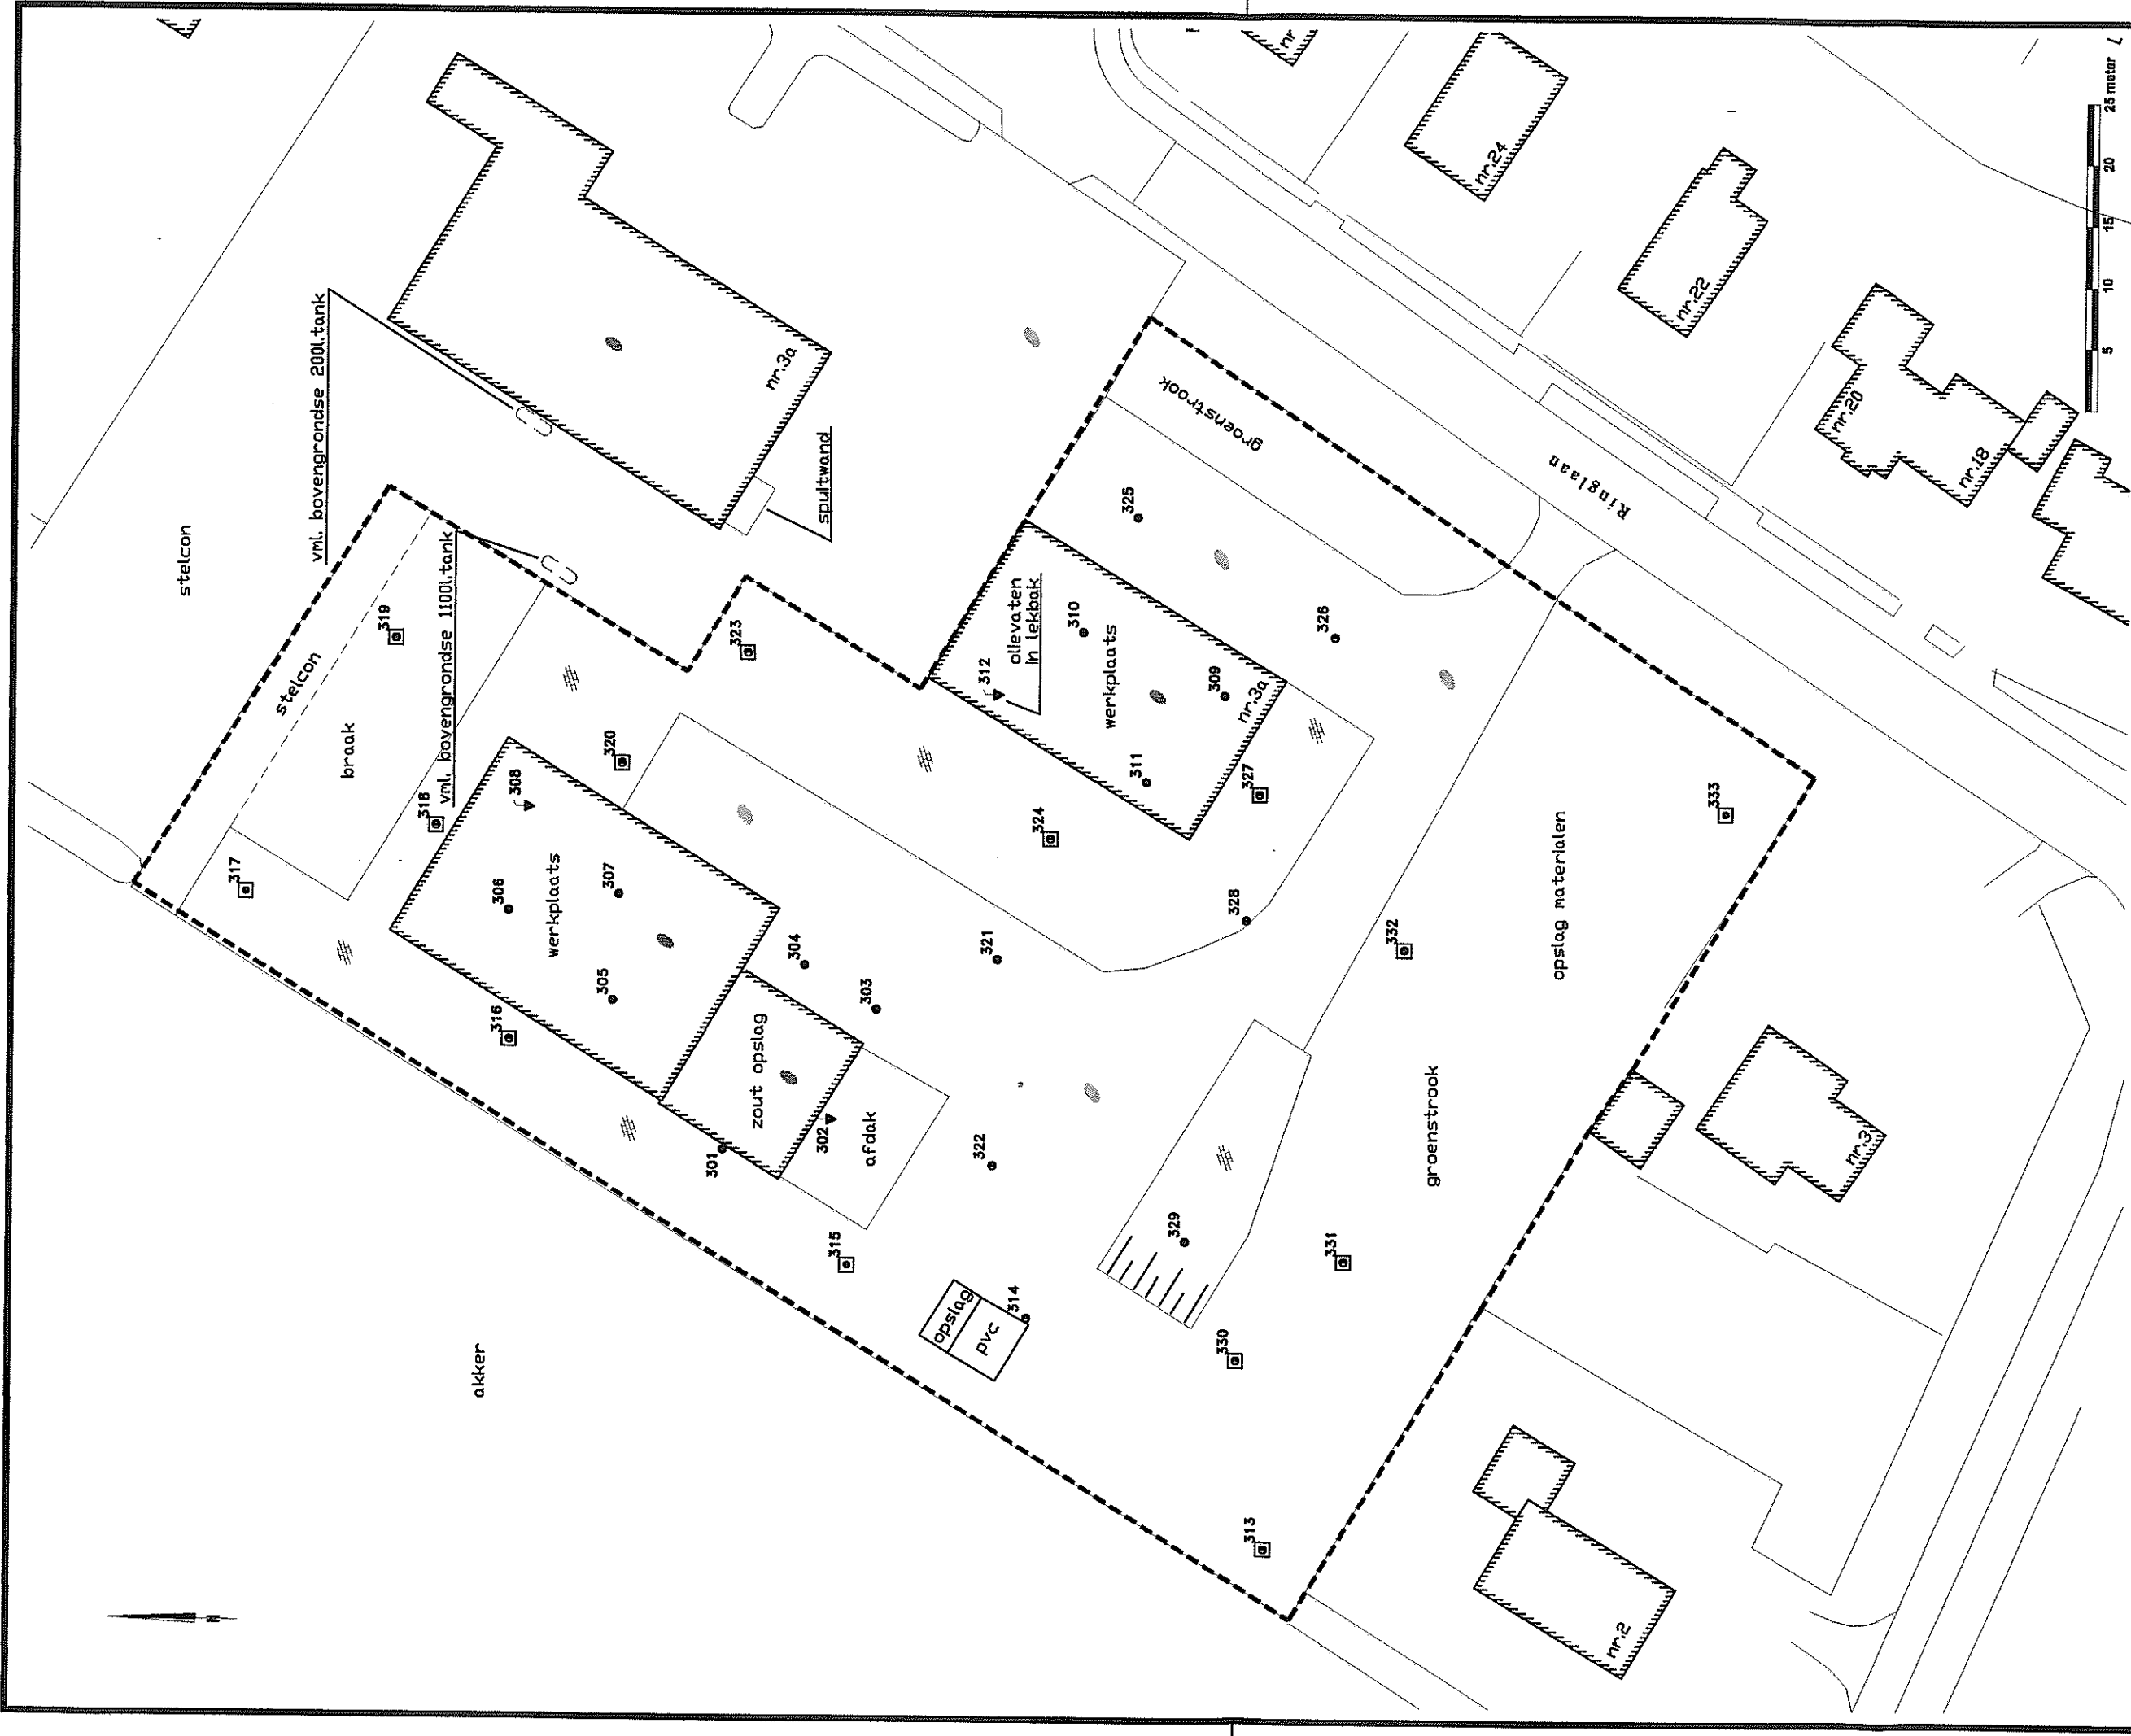 stelcon
vml. bovengrondse 200l.tank
nr.3a
spuitwand
vml. bovengrondse 1100l.tank
stelcon
braak
317
318
319
320
323
308
306
werkplaats
307
305
316
304
303
zout opslag
301
302
afdak
315
321
322
324
312
olievaten
in lekbak
310
werkplaats
309
nr.3a
311
325
326
327
328
groenstrook
Ringlaan
opslag
pvc
314
329
330
331
332
333
313
opslag materialen
groenstrook
akker
nr.3
nr.2
nr
nr.24
nr.22
nr.20
nr.18
5
10
15
20
25 meter
N